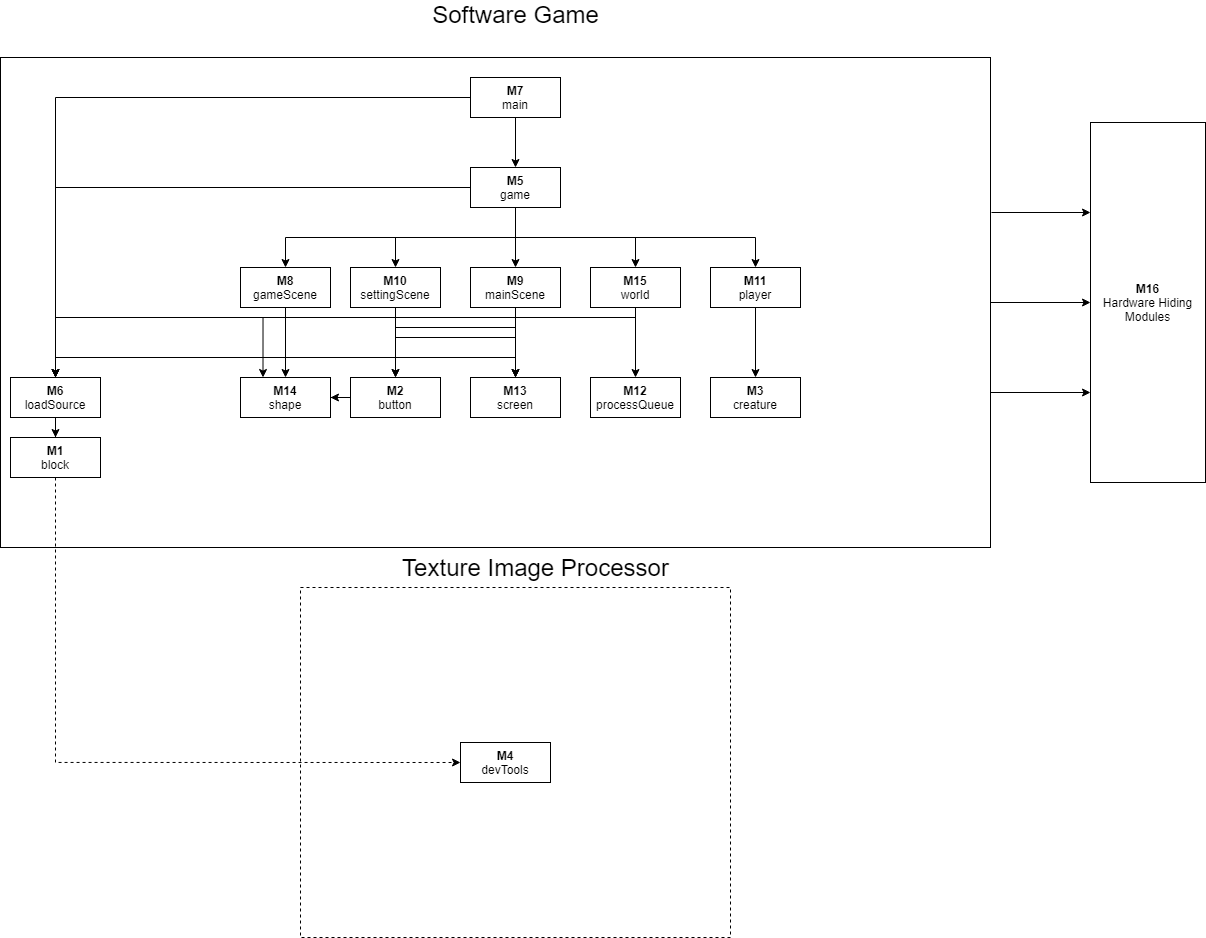 Software Game
M7
main
M5
game
M8
gameScene
M10
settingScene
M9
mainScene
M15
world
M11
player
M16
Hardware Hiding
Modules
M6
loadSource
M14
shape
M2
button
M13
screen
M12
processQueue
M3
creature
M1
block
Texture Image Processor
M4
devTools